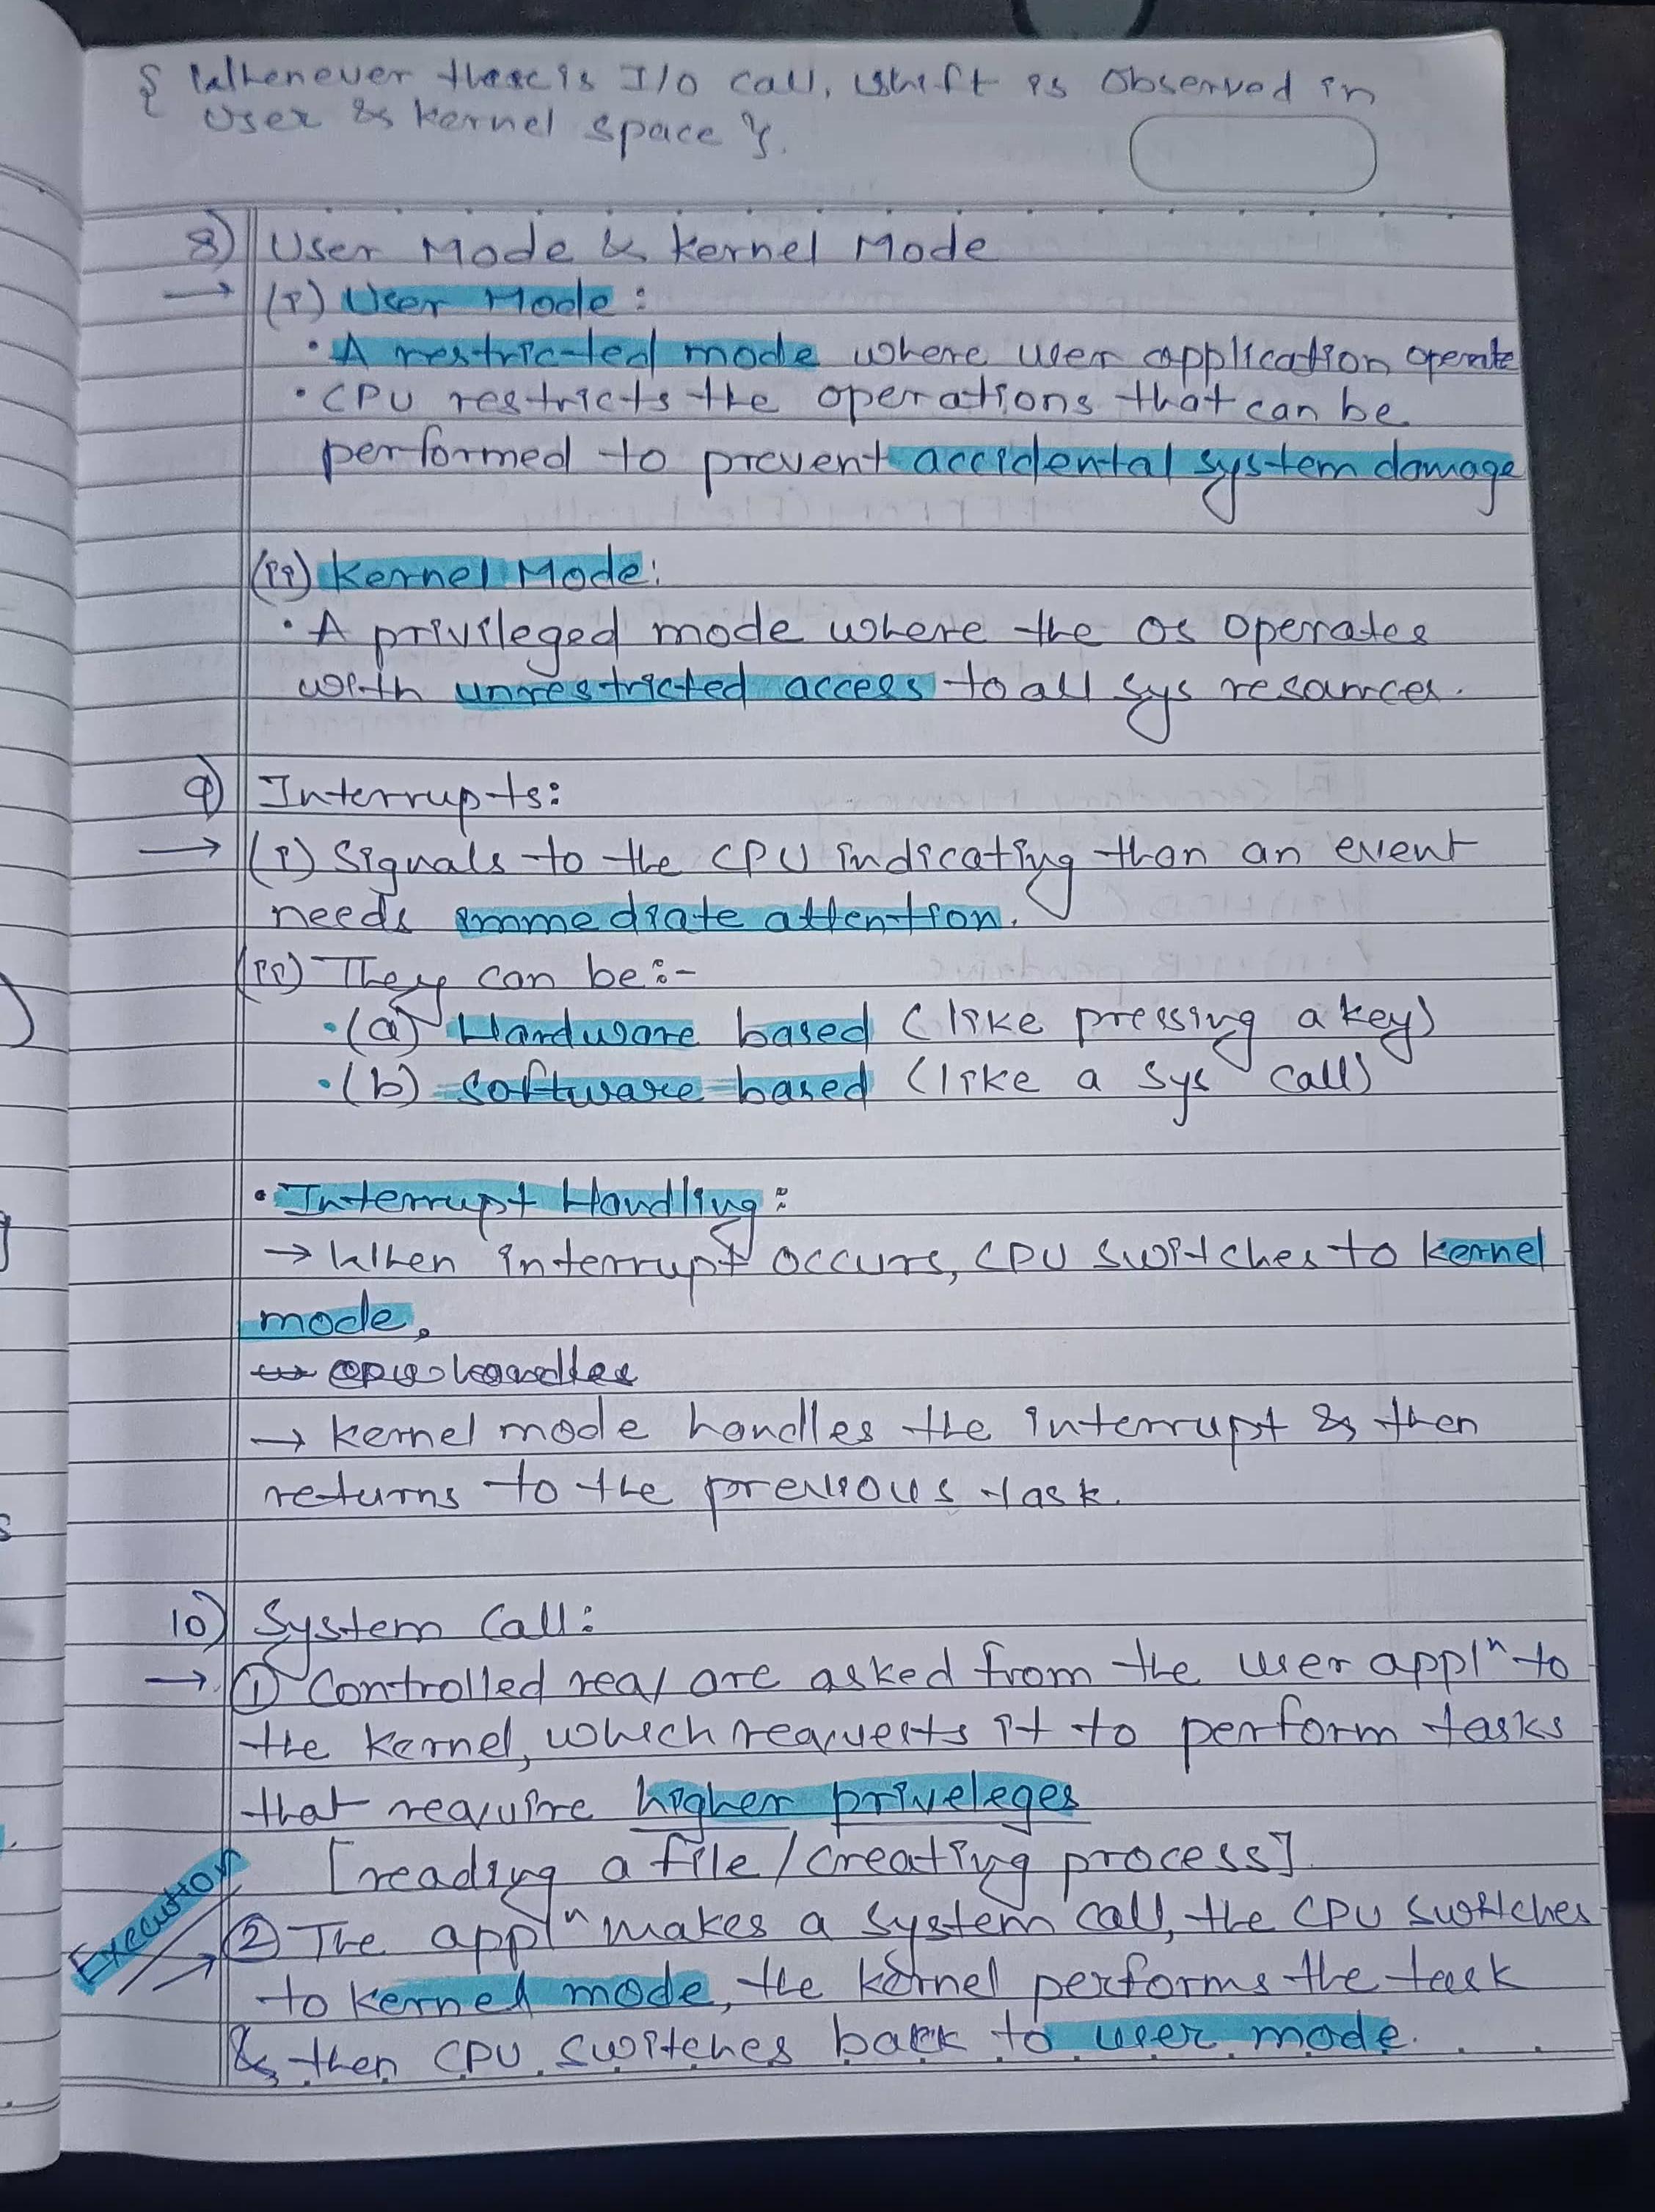 { Whenever there is I/O call, shift is observed in
user & kernel space }.
8) User Mode & Kernel Mode
→ (i) User Mode:
• A restricted mode where user application operate
• CPU restricts the operations that can be
performed to prevent accidental system damage
(ii) Kernel Mode:
• A privileged mode where the OS operates
with unrestricted access to all sys resources.
9) Interrupts:
→ (i) Signals to the CPU indicating than an event
needs immediate attention.
(ii) They can be:-
• (a) Hardware based (like pressing a key)
• (b) software based (like a sys call)
• Interrupt Handling:
→ When interrupt occurs, CPU switches to kernel
mode.
→ cpu handles
→ kernel mode handles the interrupt & then
returns to the previous task.
10) System Call:
→ ① Controlled req are asked from the user applⁿ to
the kernel, which requests it to perform tasks
that require higher priveleges
[reading a file/creating process]
Execution
→ ② The applⁿ makes a system call, the CPU switches
to kernel mode, the kernel performs the task
& then CPU switches back to user mode.